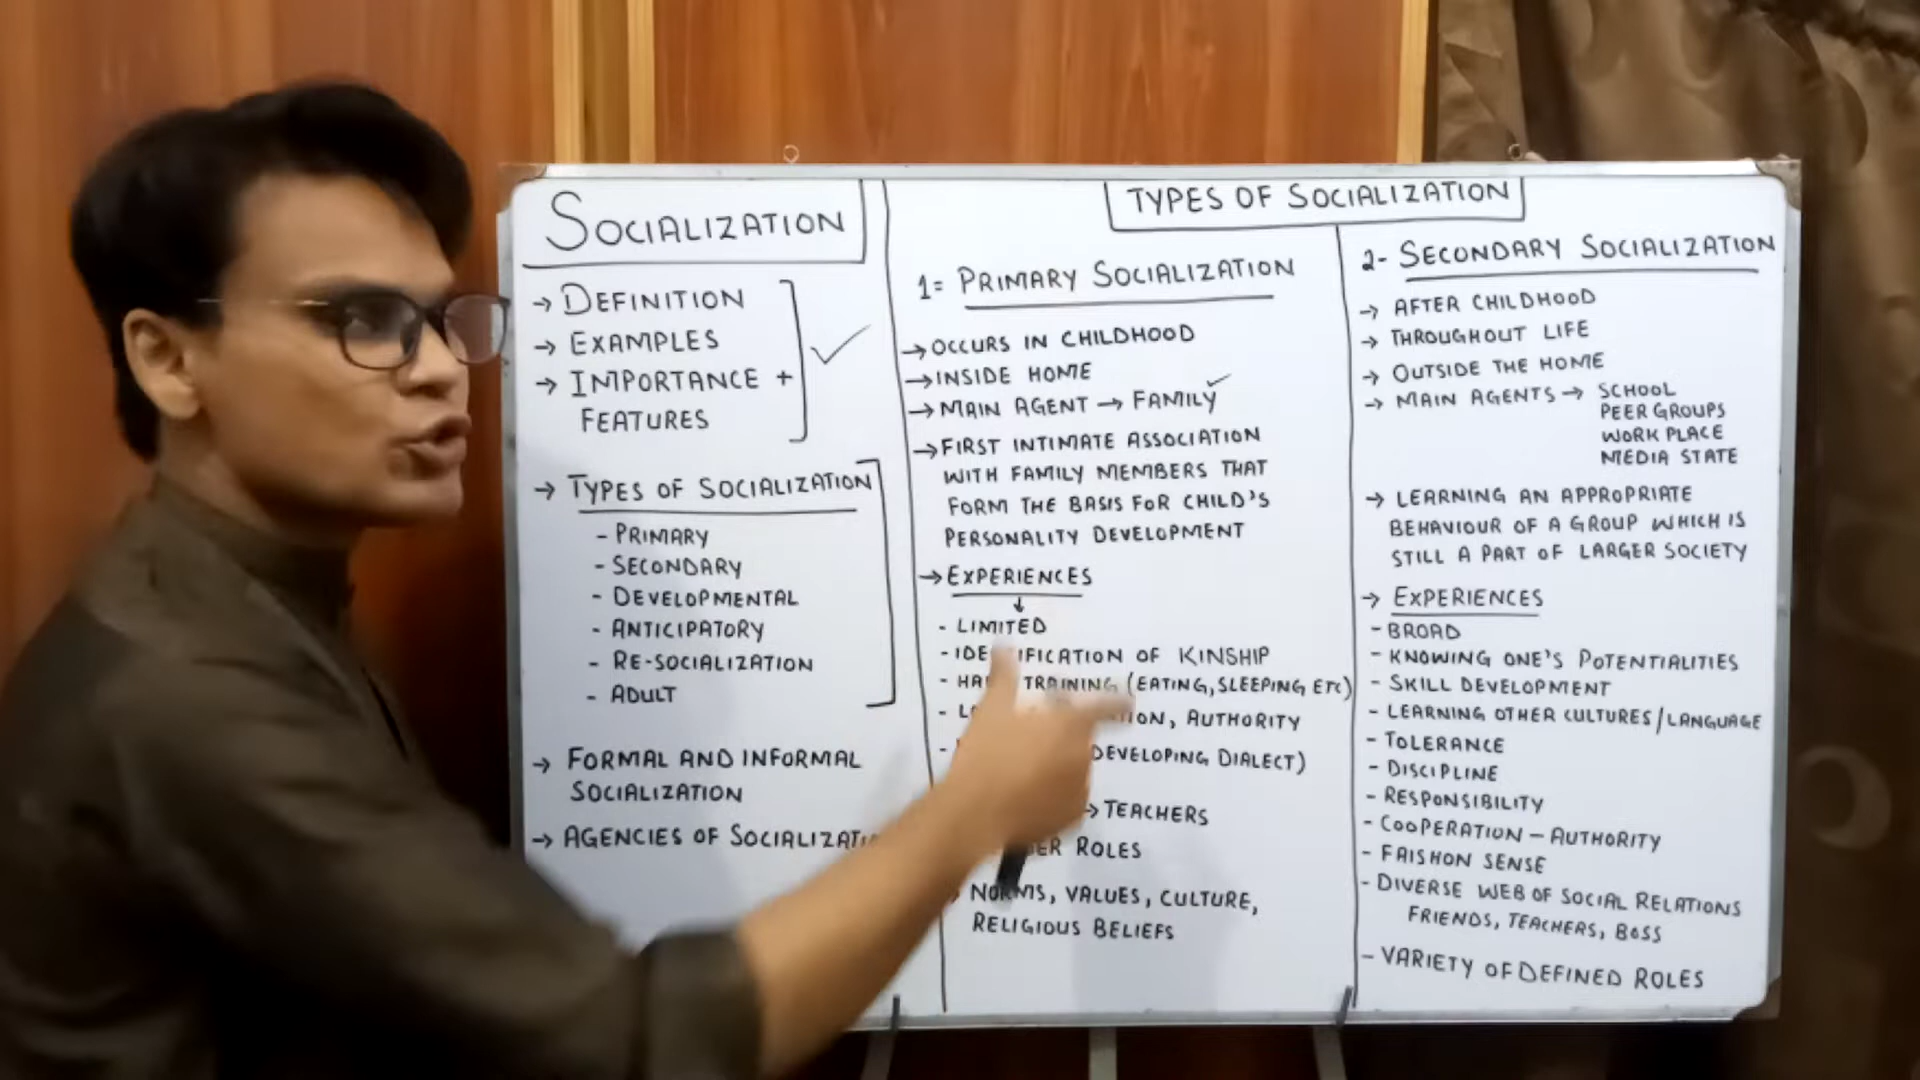 SOCIALIZATION
→ DEFINITION
→ EXAMPLES
→ IMPORTANCE +
FEATURES
→ TYPES OF SOCIALIZATION
- PRIMARY
- SECONDARY
- DEVELOPMENTAL
- ANTICIPATORY
- RE-SOCIALIZATION
- ADULT
→ FORMAL AND INFORMAL
SOCIALIZATION
→ AGENCIES OF
TYPES OF SOCIALIZATION
1= PRIMARY SOCIALIZATION
→ OCCURS IN CHILDHOOD
→ INSIDE HOME
→ MAIN AGENT → FAMILY
→ FIRST INTIMATE ASSOCIATION
WITH FAMILY MEMBERS THAT
FORM THE BASIS FOR CHILD'S
PERSONALITY DEVELOPMENT
→ EXPERIENCES
↓
- LIMITED
- OF KINSHIP
- TRAINING (EATING, SLEEPING ETC)
- , AUTHORITY
- DEVELOPING DIALECT)
→ TEACHERS
ROLES
NORMS, VALUES, CULTURE,
RELIGIOUS BELIEFS
2- SECONDARY SOCIALIZATION
→ AFTER CHILDHOOD
→ THROUGHOUT LIFE
→ OUTSIDE THE HOME
→ MAIN AGENTS → SCHOOL
PEER GROUPS
WORK PLACE
MEDIA STATE
→ LEARNING AN APPROPRIATE
BEHAVIOUR OF A GROUP WHICH IS
STILL A PART OF LARGER SOCIETY
→ EXPERIENCES
- BROAD
- KNOWING ONE'S POTENTIALITIES
- SKILL DEVELOPMENT
- LEARNING OTHER CULTURES/LANGUAGE
- TOLERANCE
- DISCIPLINE
- RESPONSIBILITY
- COOPERATION - AUTHORITY
- FAISHON SENSE
- DIVERSE WEB OF SOCIAL RELATIONS
FRIENDS, TEACHERS, BOSS
- VARIETY OF DEFINED ROLES